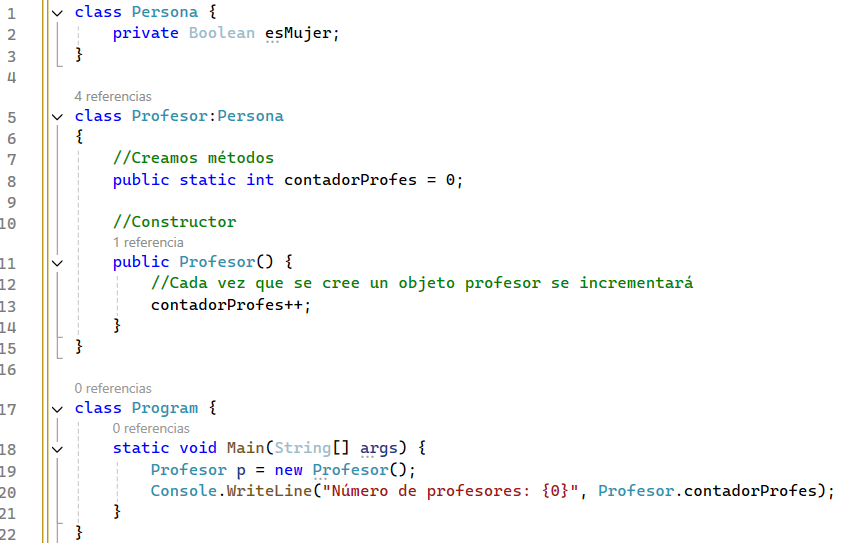 1 class Persona {
2 private Boolean esMujer;
3 }
4
4 referencias
5 class Profesor:Persona
6 {
7 //Creamos métodos
8 public static int contadorProfes = 0;
9
10 //Constructor
1 referencia
11 public Profesor() {
12 //Cada vez que se cree un objeto profesor se incrementará
13 contadorProfes++;
14 }
15 }
16
0 referencias
17 class Program {
0 referencias
18 static void Main(String[] args) {
19 Profesor p = new Profesor();
20 Console.WriteLine("Número de profesores: {0}", Profesor.contadorProfes);
21 }
22 }